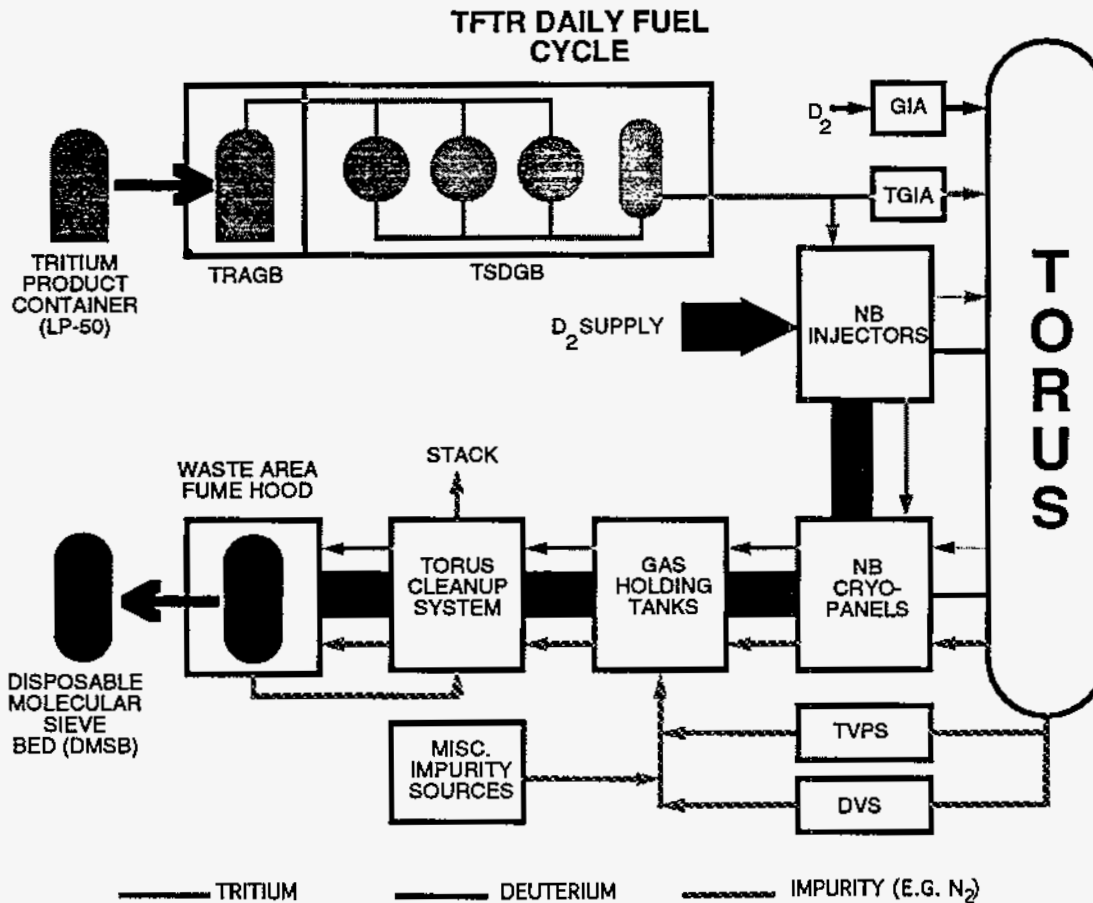 TFTR DAILY FUEL
CYCLE
D2
GIA
TGIA
TRITIUM
PRODUCT
CONTAINER
(LP-50)
TRAGB
TSDGB
D2 SUPPLY
NB
INJECTORS
TORUS
STACK
WASTE AREA
FUME HOOD
TORUS
CLEANUP
SYSTEM
GAS
HOLDING
TANKS
NB
CRYO-
PANELS
DISPOSABLE
MOLECULAR
SIEVE
BED (DMSB)
MISC.
IMPURITY
SOURCES
TVPS
DVS
TRITIUM
DEUTERIUM
IMPURITY (E.G. N2)